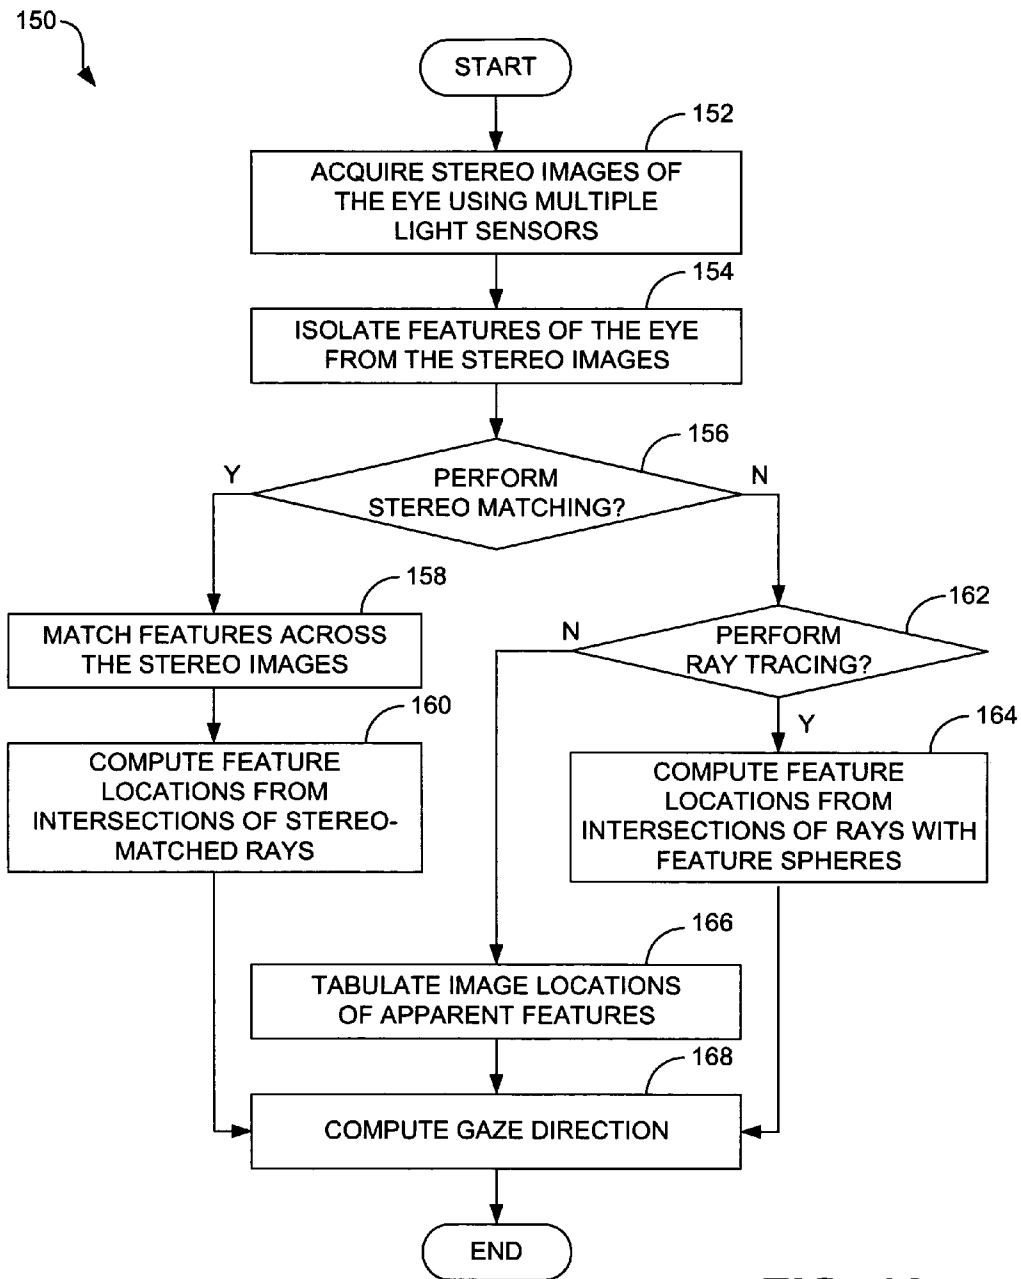 150
START
152
ACQUIRE STEREO IMAGES OF
THE EYE USING MULTIPLE
LIGHT SENSORS
154
ISOLATE FEATURES OF THE EYE
FROM THE STEREO IMAGES
156
Y
PERFORM
STEREO MATCHING?
N
158
MATCH FEATURES ACROSS
THE STEREO IMAGES
162
N
PERFORM
RAY TRACING?
Y
160
COMPUTE FEATURE
LOCATIONS FROM
INTERSECTIONS OF STEREO-
MATCHED RAYS
164
COMPUTE FEATURE
LOCATIONS FROM
INTERSECTIONS OF RAYS WITH
FEATURE SPHERES
166
TABULATE IMAGE LOCATIONS
OF APPARENT FEATURES
168
COMPUTE GAZE DIRECTION
END